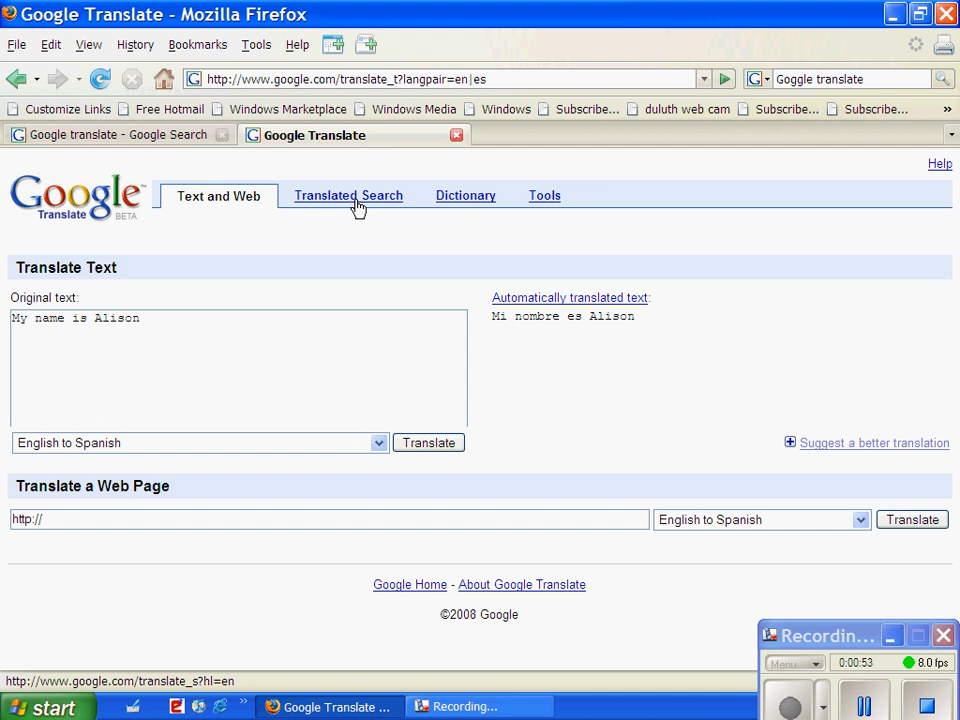 Google Translate - Mozilla Firefox
File Edit View History Bookmarks Tools Help
http://www.google.com/translate_t?langpair=en|es
Google translate
Customize Links Free Hotmail Windows Marketplace Windows Media Windows Subscribe... duluth web cam Subscribe... Subscribe... »
Google translate - Google Search Google Translate
Help
Google Translate BETA
Text and Web Translated Search Dictionary Tools
Translate Text
Original text:
Automatically translated text:
My name is Alison
Mi nombre es Alison
English to Spanish Translate
Suggest a better translation
Translate a Web Page
http://
English to Spanish Translate
Google Home - About Google Translate
©2008 Google
Recordin...
Menu 0:00:53 8.0 fps
http://www.google.com/translate_s?hl=en
start » Google Translate ... Recording...